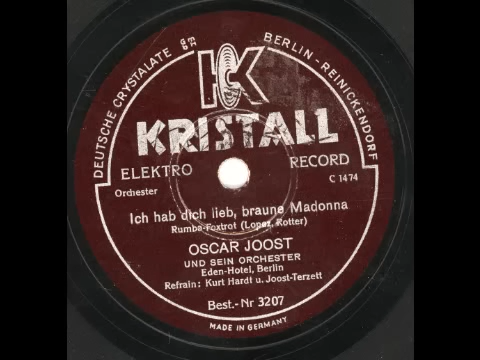 DEUTSCHE CRYSTALATE GES BERLIN-REINICKENDORF
K
KRISTALL
ELEKTRO RECORD
Orchester C 1474
Ich hab dich lieb, braune Madonna
Rumba-Foxtrot (Lopez, Rotter)
OSCAR JOOST
UND SEIN ORCHESTER
Eden-Hotel, Berlin
Refrain: Kurt Hardt u. Joost-Terzett
Best.-Nr 3207
MADE IN GERMANY